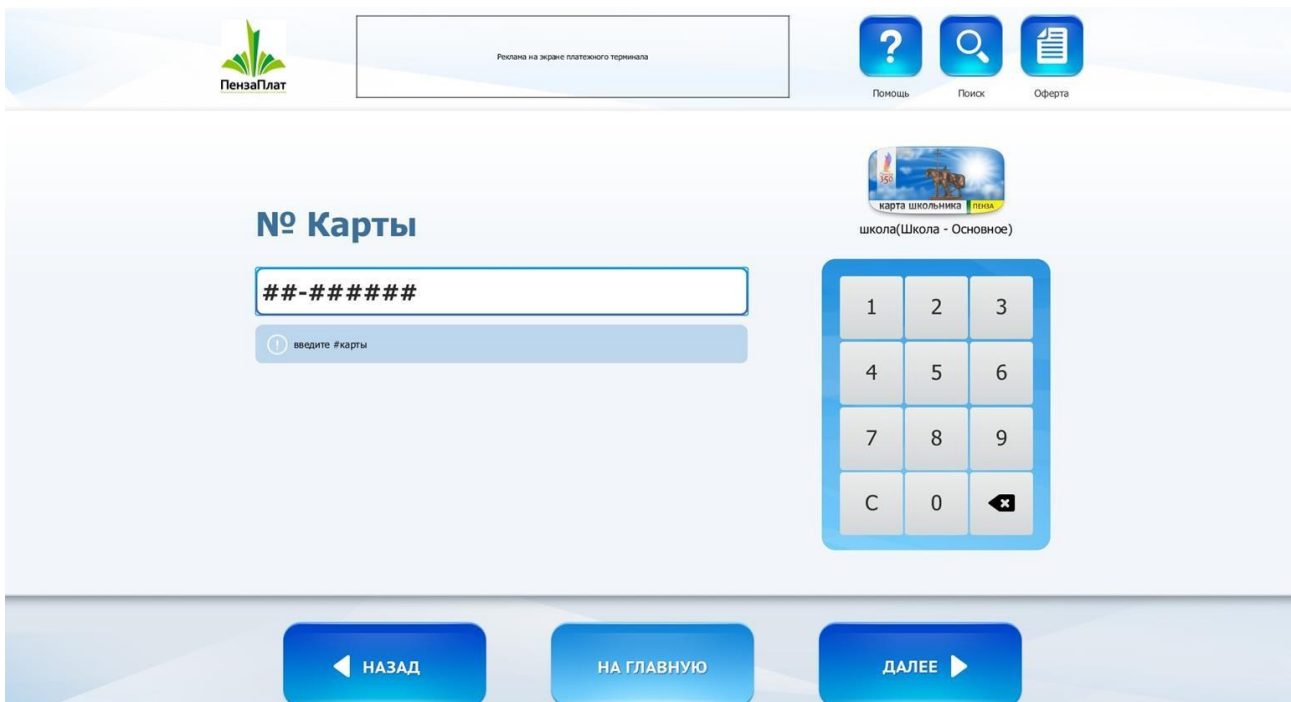 ПензаПлат
Реклама на экране платежного терминала
Помощь
Поиск
Оферта
350
карта школьника ПЕНЗА
школа(Школа - Основное)
№ Карты
##-######
введите #карты
1 2 3
4 5 6
7 8 9
C 0
НАЗАД
НА ГЛАВНУЮ
ДАЛЕЕ